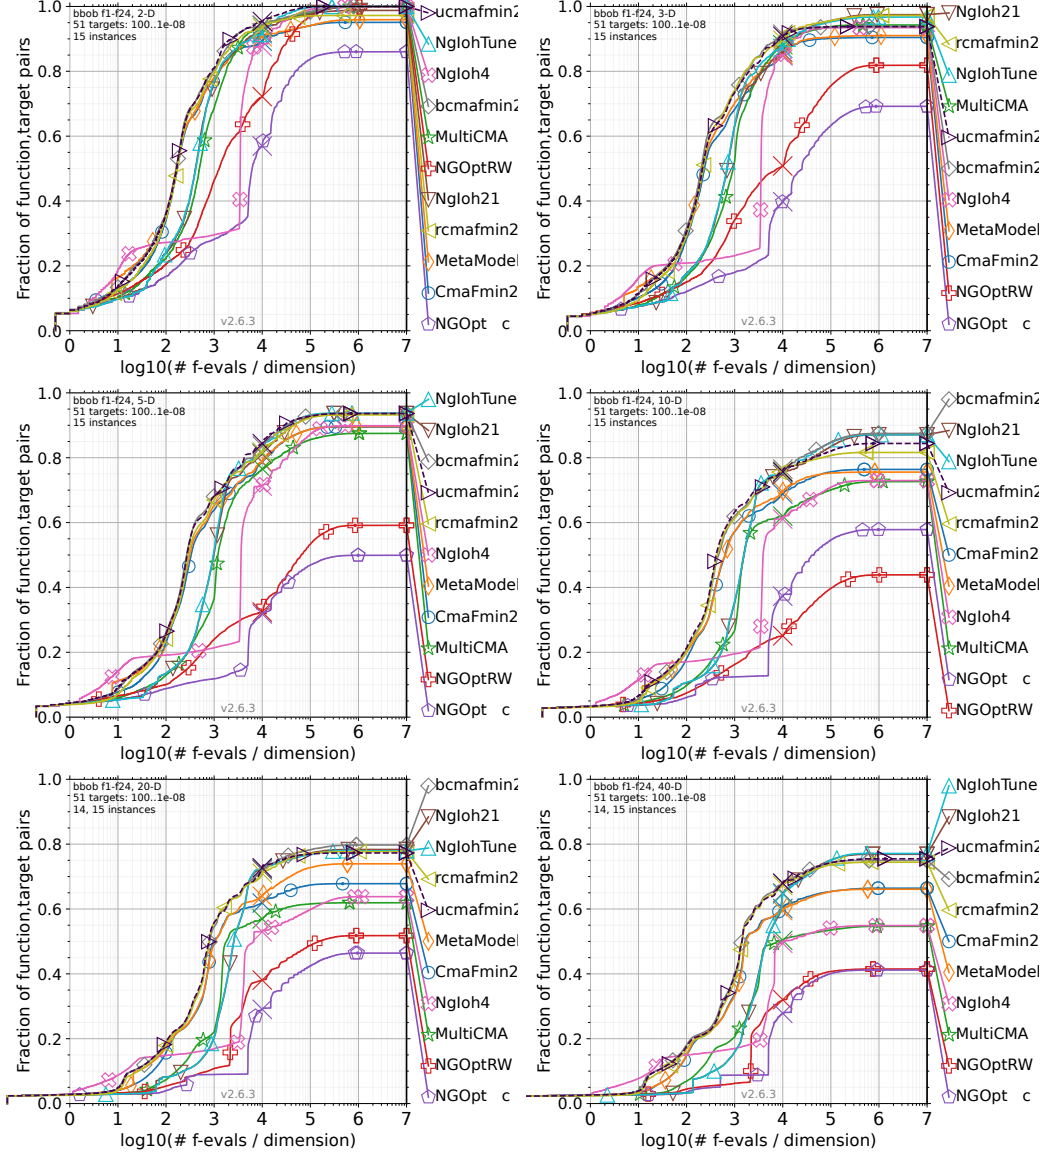 bbob f1-f24, 2-D
51 targets: 100..1e-08
15 instances
Fraction of function,target pairs
1.0
0.8
0.6
0.4
0.2
0.0
0 1 2 3 4 5 6 7
log10(# f-evals / dimension)
v2.6.3
ucmafmin2
NgIohTune
NgIoh4
bcmafmin2
MultiCMA
NGOptRW
NgIoh21
rcmafmin2
MetaModel
CmaFmin2
NGOpt c
bbob f1-f24, 3-D
51 targets: 100..1e-08
15 instances
Fraction of function,target pairs
1.0
0.8
0.6
0.4
0.2
0.0
0 1 2 3 4 5 6 7
log10(# f-evals / dimension)
v2.6.3
NgIoh21
rcmafmin2
NgIohTune
MultiCMA
ucmafmin2
bcmafmin2
NgIoh4
MetaModel
CmaFmin2
NGOptRW
NGOpt c
bbob f1-f24, 5-D
51 targets: 100..1e-08
15 instances
Fraction of function,target pairs
1.0
0.8
0.6
0.4
0.2
0.0
0 1 2 3 4 5 6 7
log10(# f-evals / dimension)
v2.6.3
NgIohTune
NgIoh21
bcmafmin2
ucmafmin2
rcmafmin2
NgIoh4
MetaModel
CmaFmin2
MultiCMA
NGOptRW
NGOpt c
bbob f1-f24, 10-D
51 targets: 100..1e-08
15 instances
Fraction of function,target pairs
1.0
0.8
0.6
0.4
0.2
0.0
0 1 2 3 4 5 6 7
log10(# f-evals / dimension)
v2.6.3
bcmafmin2
NgIoh21
NgIohTune
ucmafmin2
rcmafmin2
CmaFmin2
MetaModel
NgIoh4
MultiCMA
NGOpt c
NGOptRW
bbob f1-f24, 20-D
51 targets: 100..1e-08
14, 15 instances
Fraction of function,target pairs
1.0
0.8
0.6
0.4
0.2
0.0
0 1 2 3 4 5 6 7
log10(# f-evals / dimension)
v2.6.3
bcmafmin2
NgIoh21
NgIohTune
rcmafmin2
ucmafmin2
MetaModel
CmaFmin2
NgIoh4
MultiCMA
NGOptRW
NGOpt c
bbob f1-f24, 40-D
51 targets: 100..1e-08
14, 15 instances
Fraction of function,target pairs
1.0
0.8
0.6
0.4
0.2
0.0
0 1 2 3 4 5 6 7
log10(# f-evals / dimension)
v2.6.3
NgIohTune
NgIoh21
ucmafmin2
bcmafmin2
rcmafmin2
CmaFmin2
MetaModel
NgIoh4
MultiCMA
NGOptRW
NGOpt c